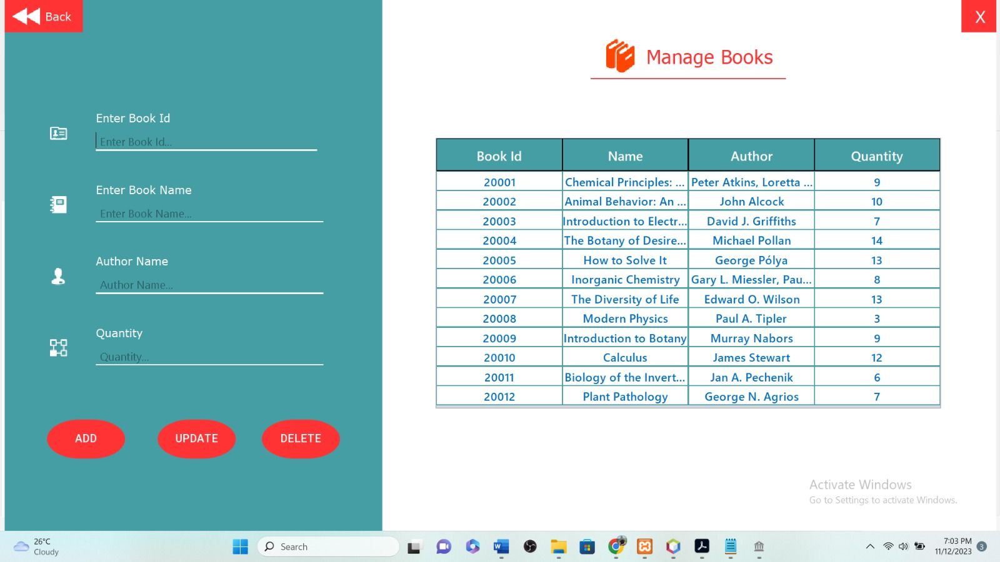 Back
X
Manage Books
Enter Book Id
Enter Book Id...
Enter Book Name
Enter Book Name...
Author Name
Author Name...
Quantity
Quantity...
ADD UPDATE DELETE
Book Id Name Author Quantity
20001 Chemical Principles: ... Peter Atkins, Loretta ... 9
20002 Animal Behavior: An ... John Alcock 10
20003 Introduction to Electr... David J. Griffiths 7
20004 The Botany of Desire... Michael Pollan 14
20005 How to Solve It George Pólya 13
20006 Inorganic Chemistry Gary L. Miessler, Pau... 8
20007 The Diversity of Life Edward O. Wilson 13
20008 Modern Physics Paul A. Tipler 3
20009 Introduction to Botany Murray Nabors 9
20010 Calculus James Stewart 12
20011 Biology of the Invert... Jan A. Pechenik 6
20012 Plant Pathology George N. Agrios 7
Activate Windows
Go to Settings to activate Windows.
26°C
Cloudy
Search
W
7:03 PM
11/12/2023
3